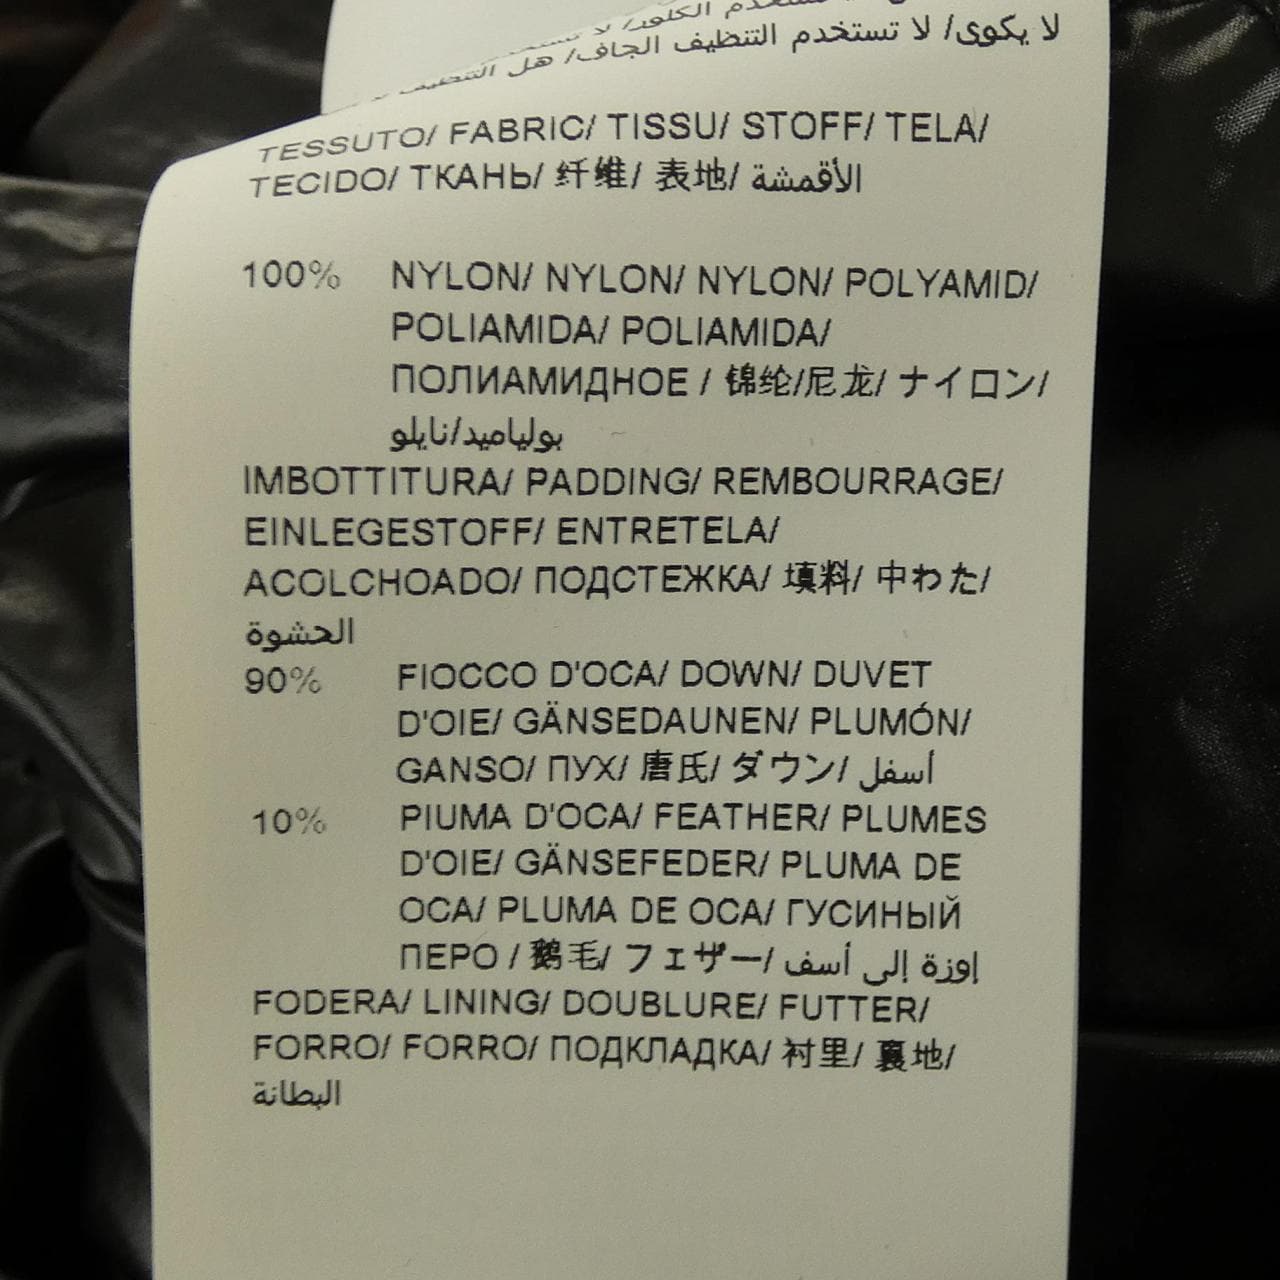 لا يكوى/ لا تستخدم التنظيف الجاف/ هل
TESSUTO/ FABRIC/ TISSU/ STOFF/ TELA/
TECIDO/ ТКАНЬ/ 纤维/ 表地/ الأقمشة
100% NYLON/ NYLON/ NYLON/ POLYAMID/
POLIAMIDA/ POLIAMIDA/
ПОЛИАМИДНОЕ / 锦纶/尼龙/ ナイロン/
بولياميد/نايلو
IMBOTTITURA/ PADDING/ REMBOURRAGE/
EINLEGESTOFF/ ENTRETELA/
ACOLCHOADO/ ПОДСТЕЖКА/ 填料/ 中わた/
الحشوة
90% FIOCCO D'OCA/ DOWN/ DUVET
D'OIE/ GÄNSEDAUNEN/ PLUMÓN/
GANSO/ ПУХ/ 唐氏/ ダウン/ أسفل
10% PIUMA D'OCA/ FEATHER/ PLUMES
D'OIE/ GÄNSEFEDER/ PLUMA DE
OCA/ PLUMA DE OCA/ ГУСИНЫЙ
ПЕРО / 鹅毛/ フェザー/ إوزة إلى أسف
FODERA/ LINING/ DOUBLURE/ FUTTER/
FORRO/ FORRO/ ПОДКЛАДКА/ 衬里/ 裏地/
البطانة